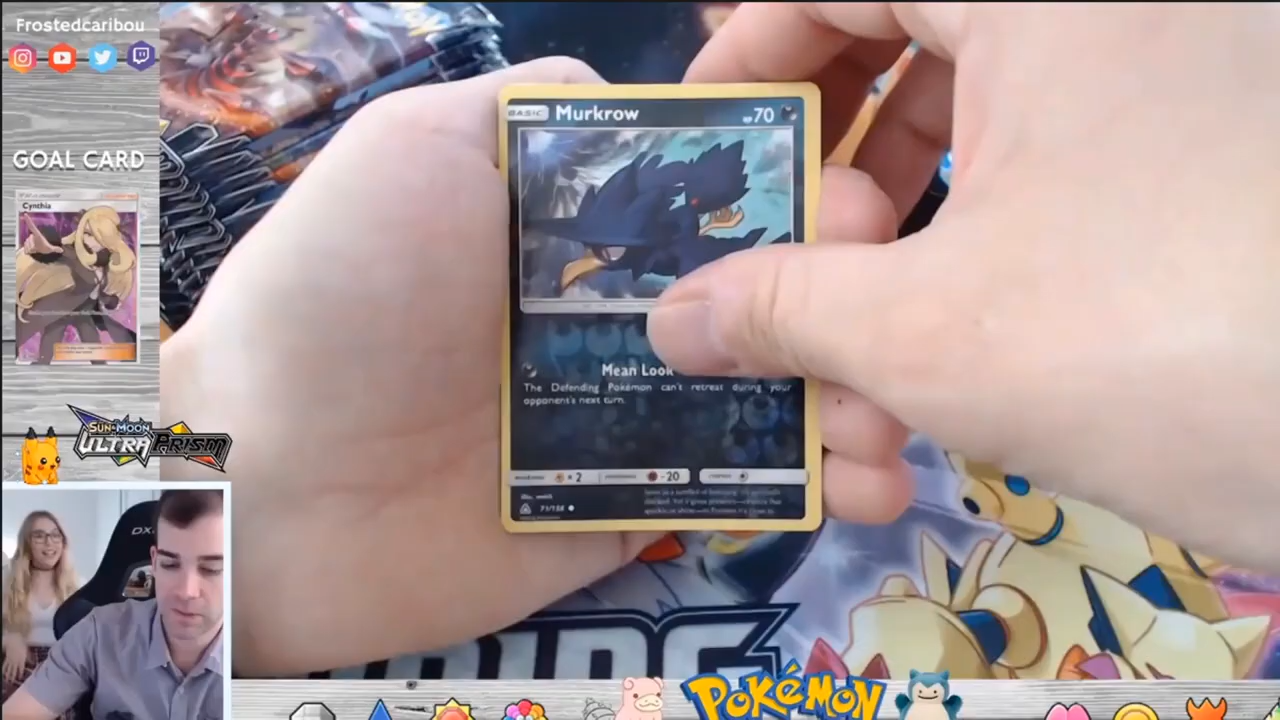 Frostedcaribou
GOAL CARD
Cynthia
SUN & MOON
ULTRA PRISM
DX
BASIC
Murkrow
HP70
Mean Look
The Defending Pokémon can't retreat during your
opponent's next turn.
×2
-20
71/156
POKÉMON